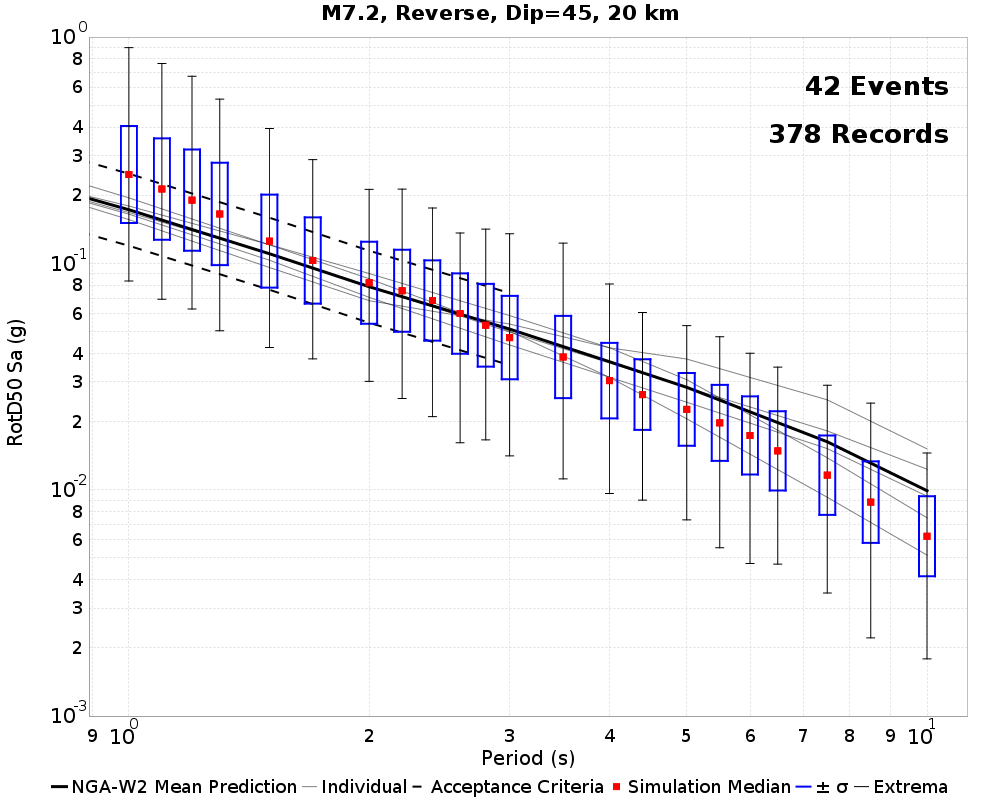 M7.2, Reverse, Dip=45, 20 km
42 Events
378 Records
RotD50 Sa (g)
10^0
8
6
4
3
2
10^-1
8
6
4
3
2
10^-2
8
6
4
3
2
10^-3
9 10^0 2 3 4 5 6 7 8 9 10^1
Period (s)
NGA-W2 Mean Prediction Individual Acceptance Criteria Simulation Median ± σ Extrema